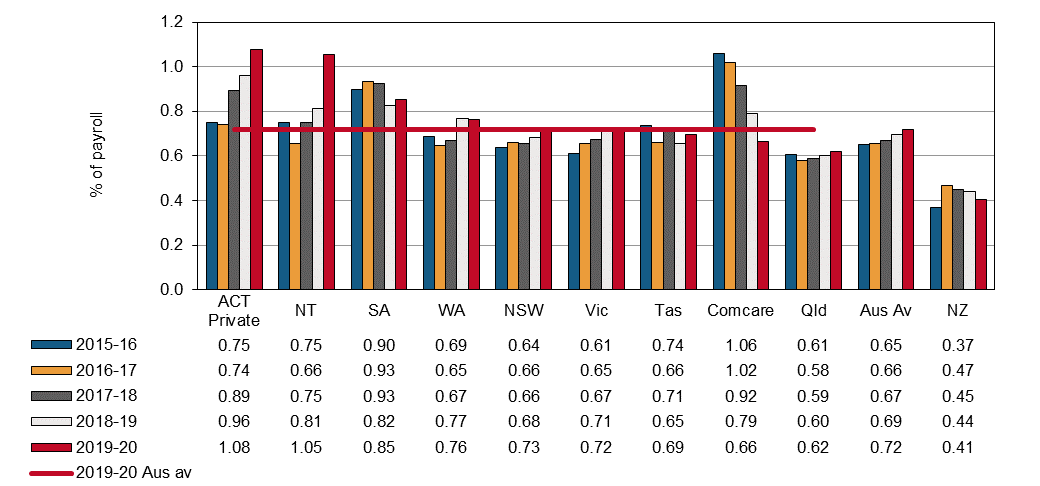 1.2
1.0
0.8
0.6
0.4
0.2
0.0
% of payroll
ACT Private NT SA WA NSW Vic Tas Comcare Qld Aus Av NZ
2015-16 0.75 0.75 0.90 0.69 0.64 0.61 0.74 1.06 0.61 0.65 0.37
2016-17 0.74 0.66 0.93 0.65 0.66 0.65 0.66 1.02 0.58 0.66 0.47
2017-18 0.89 0.75 0.93 0.67 0.66 0.67 0.71 0.92 0.59 0.67 0.45
2018-19 0.96 0.81 0.82 0.77 0.68 0.71 0.65 0.79 0.60 0.69 0.44
2019-20 1.08 1.05 0.85 0.76 0.73 0.72 0.69 0.66 0.62 0.72 0.41
2019-20 Aus av